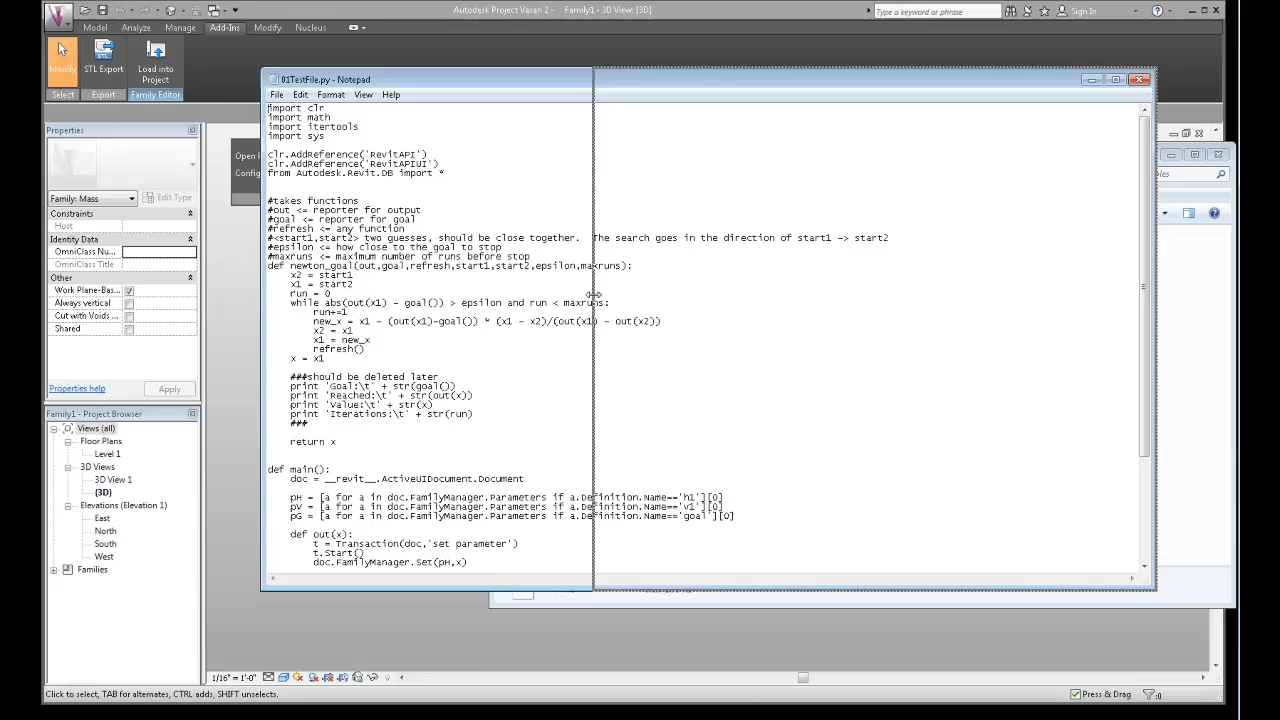 Autodesk Project Vasari 2 - Family1 - 3D View: {3D}
Type a keyword or phrase
Sign In
Model Analyze Manage Add-Ins Modify Nucleus
Modify
STL Export
Load into
Project
Select
Export
Family Editor
Properties
Family: Mass
Edit Type
Constraints
Host
Identity Data
OmniClass Nu...
OmniClass Title
Other
Work Plane-Bas...
Always vertical
Cut with Voids
Shared
Properties help
Apply
Family1 - Project Browser
Views (all)
Floor Plans
Level 1
3D Views
3D View 1
{3D}
Elevations (Elevation 1)
East
North
South
West
Families
Open
Config
01TestFile.py - Notepad
File Edit Format View Help
import clr
import math
import itertools
import sys
clr.AddReference('RevitAPI')
clr.AddReference('RevitAPIUI')
from Autodesk.Revit.DB import *
#takes functions
#out <= reporter for output
#goal <= reporter for goal
#refresh <= any function
#<start1,start2> two guesses, should be close together.  The search goes in the direction of start1 -> start2
#epsilon <= how close to the goal to stop
#maxruns <= maximum number of runs before stop
def newton_goal(out,goal,refresh,start1,start2,epsilon,maxruns):
    x2 = start1
    x1 = start2
    run = 0
    while abs(out(x1) - goal()) > epsilon and run < maxruns:
        run+=1
        new_x = x1 - (out(x1)-goal()) * (x1 - x2)/(out(x1) - out(x2))
        x2 = x1
        x1 = new_x
        refresh()
    x = x1
    ###should be deleted later
    print 'Goal:\t' + str(goal())
    print 'Reached:\t' + str(out(x))
    print 'Value:\t' + str(x)
    print 'Iterations:\t' + str(run)
    ###
    return x
def main():
    doc = __revit__.ActiveUIDocument.Document
    pH = [a for a in doc.FamilyManager.Parameters if a.Definition.Name=='h1'][0]
    pV = [a for a in doc.FamilyManager.Parameters if a.Definition.Name=='v1'][0]
    pG = [a for a in doc.FamilyManager.Parameters if a.Definition.Name=='goal'][0]
    def out(x):
        t = Transaction(doc,'set parameter')
        t.Start()
        doc.FamilyManager.Set(pH,x)
1/16" = 1'-0"
Click to select, TAB for alternates, CTRL adds, SHIFT unselects.
Press & Drag
:0